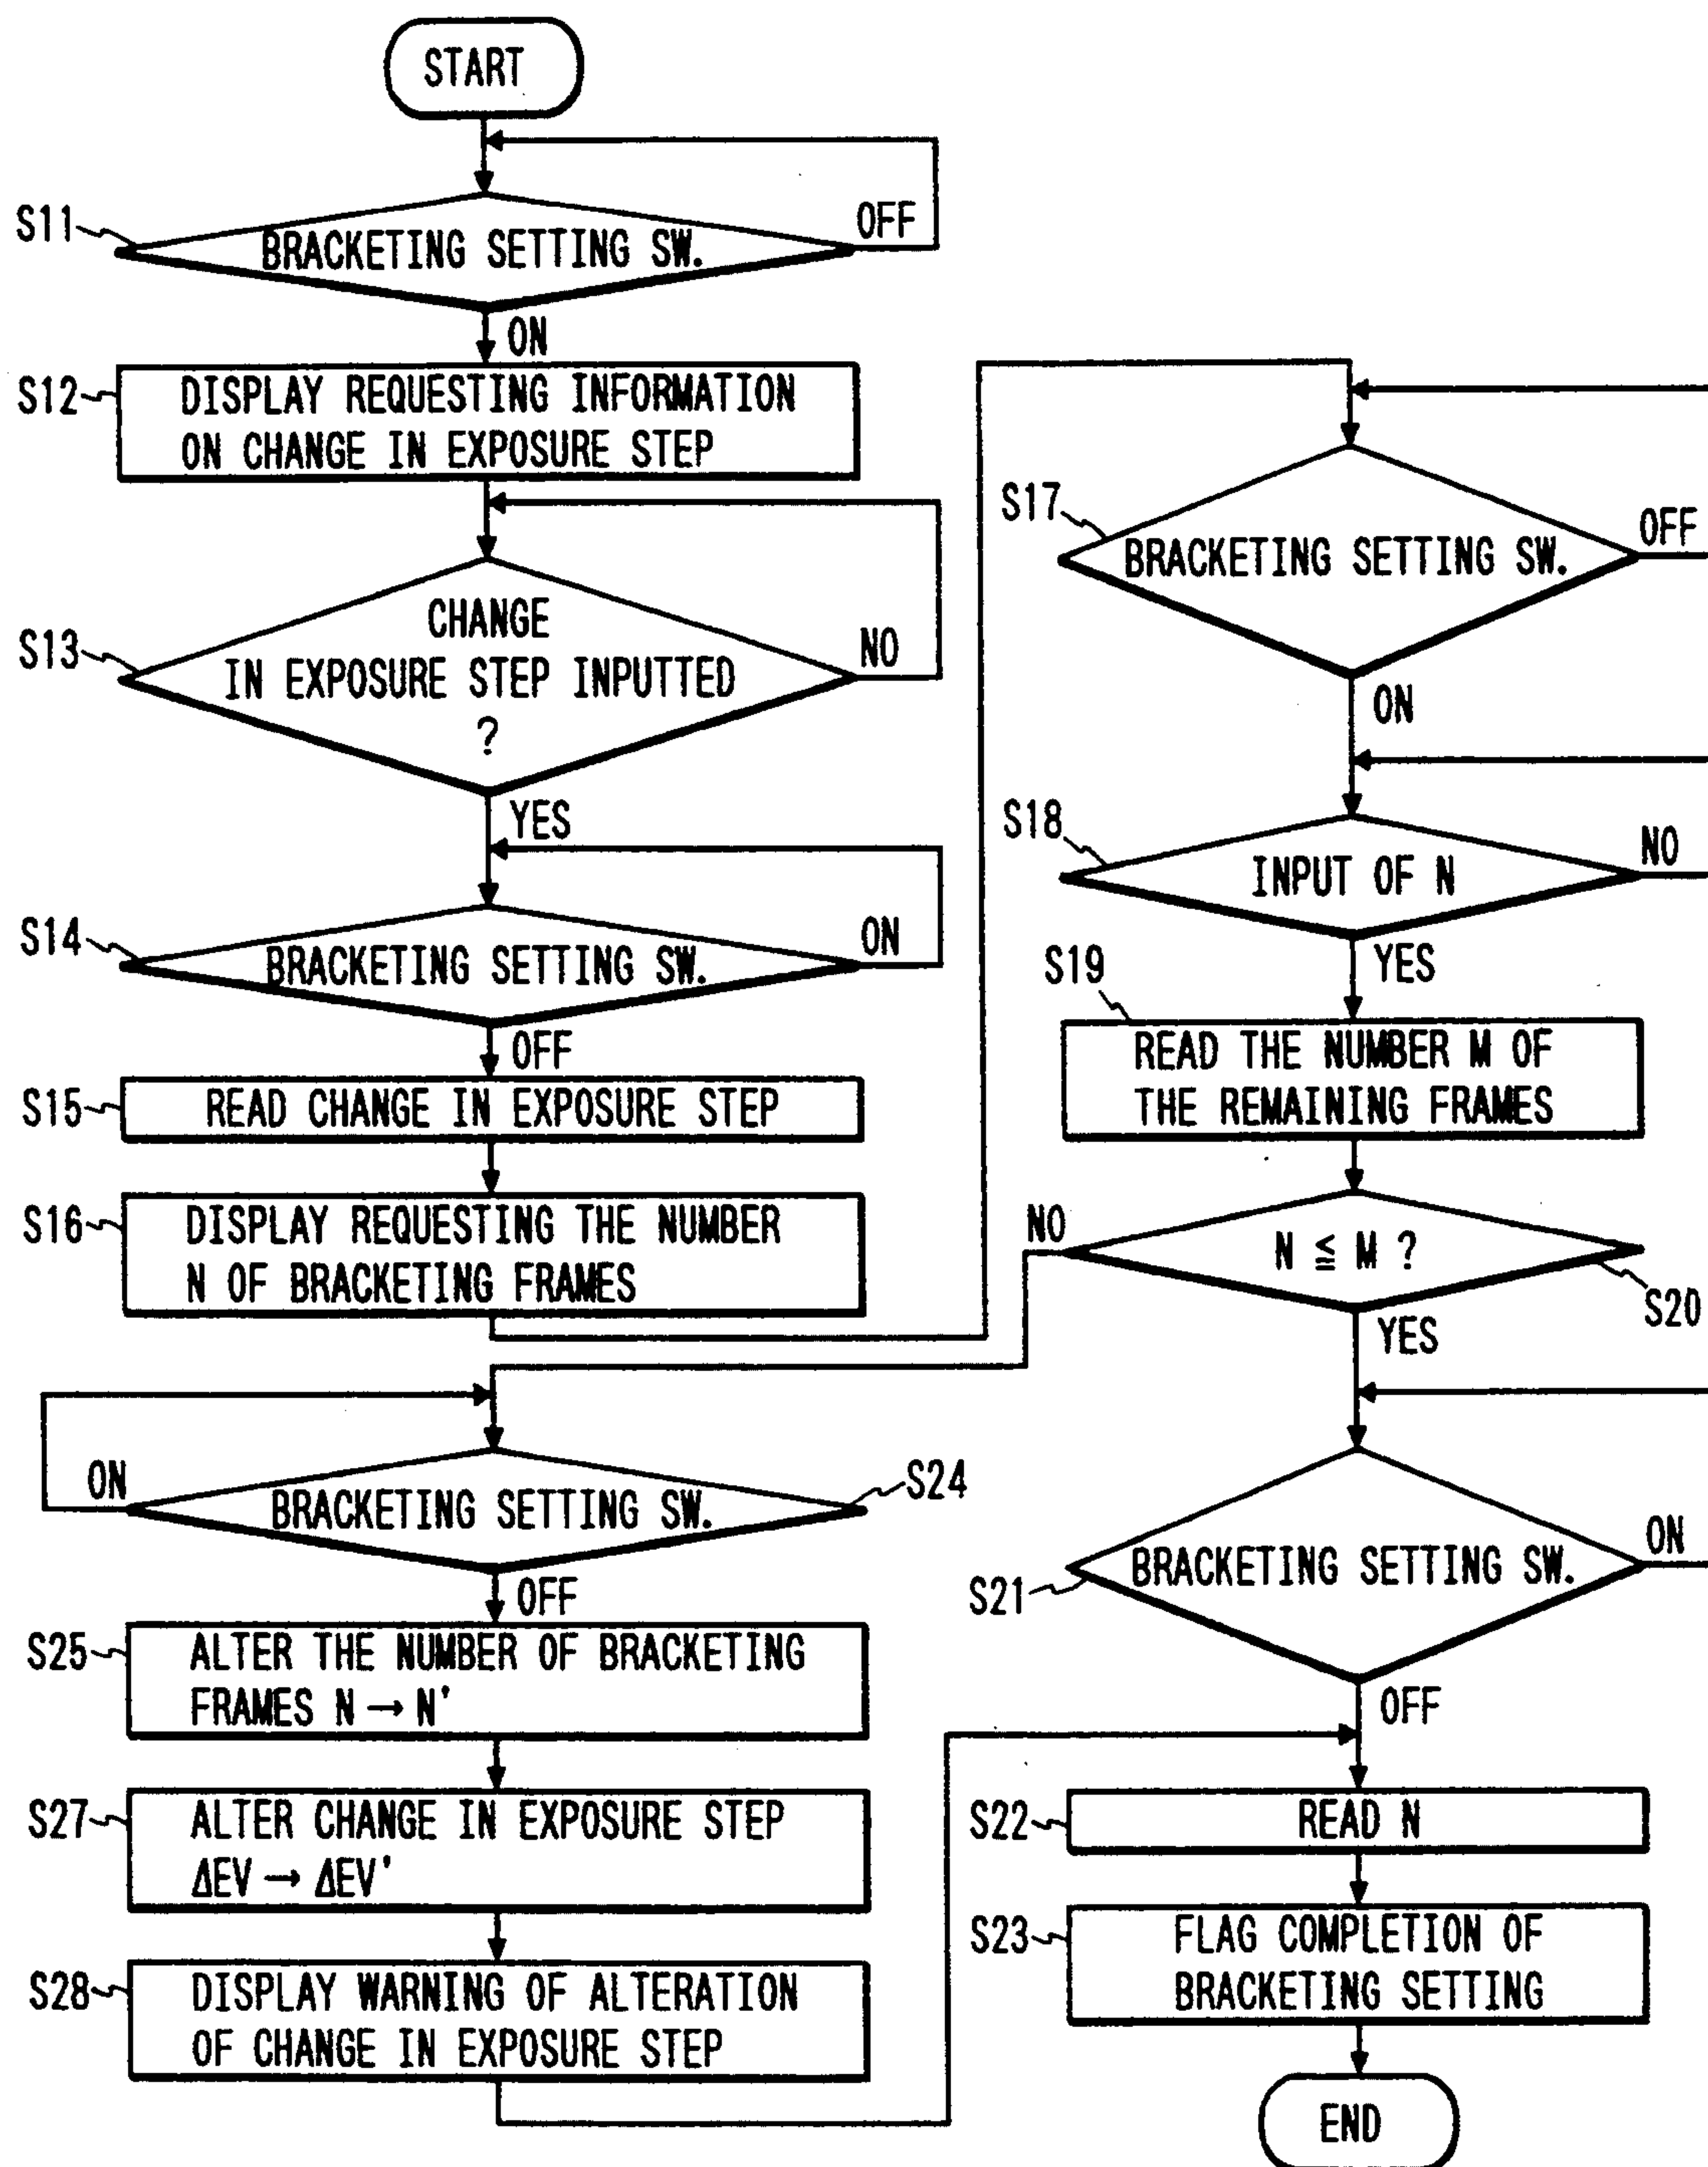 START
S11
BRACKETING SETTING SW.
OFF
ON
S12
DISPLAY REQUESTING INFORMATION
ON CHANGE IN EXPOSURE STEP
S13
CHANGE
IN EXPOSURE STEP INPUTTED
?
NO
YES
S14
BRACKETING SETTING SW.
ON
OFF
S15
READ CHANGE IN EXPOSURE STEP
S16
DISPLAY REQUESTING THE NUMBER
N OF BRACKETING FRAMES
S17
BRACKETING SETTING SW.
OFF
ON
S18
INPUT OF N
NO
YES
S19
READ THE NUMBER M OF
THE REMAINING FRAMES
NO
N ≦ M ?
S20
YES
S21
BRACKETING SETTING SW.
ON
OFF
S24
BRACKETING SETTING SW.
ON
OFF
S25
ALTER THE NUMBER OF BRACKETING
FRAMES N → N'
S27
ALTER CHANGE IN EXPOSURE STEP
ΔEV → ΔEV'
S28
DISPLAY WARNING OF ALTERATION
OF CHANGE IN EXPOSURE STEP
S22
READ N
S23
FLAG COMPLETION OF
BRACKETING SETTING
END